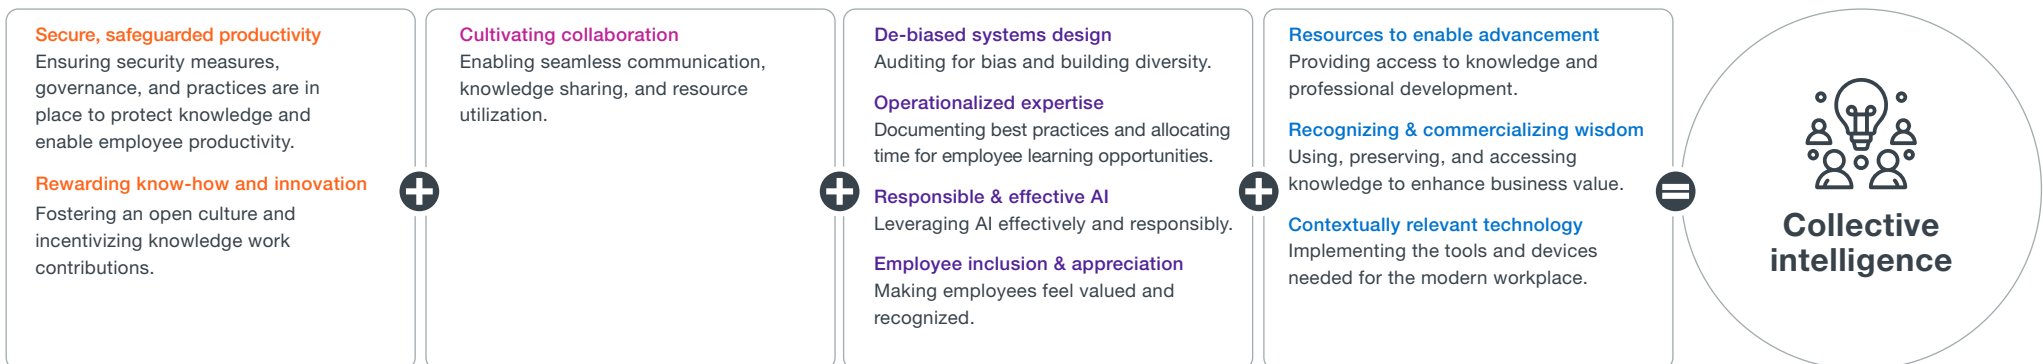 Secure, safeguarded productivity
Ensuring security measures,
governance, and practices are in
place to protect knowledge and
enable employee productivity.
Rewarding know-how and innovation
Fostering an open culture and
incentivizing knowledge work
contributions.
Cultivating collaboration
Enabling seamless communication,
knowledge sharing, and resource
utilization.
De-biased systems design
Auditing for bias and building diversity.
Operationalized expertise
Documenting best practices and allocating
time for employee learning opportunities.
Responsible & effective AI
Leveraging AI effectively and responsibly.
Employee inclusion & appreciation
Making employees feel valued and
recognized.
Resources to enable advancement
Providing access to knowledge and
professional development.
Recognizing & commercializing wisdom
Using, preserving, and accessing
knowledge to enhance business value.
Contextually relevant technology
Implementing the tools and devices
needed for the modern workplace.
Collective
intelligence